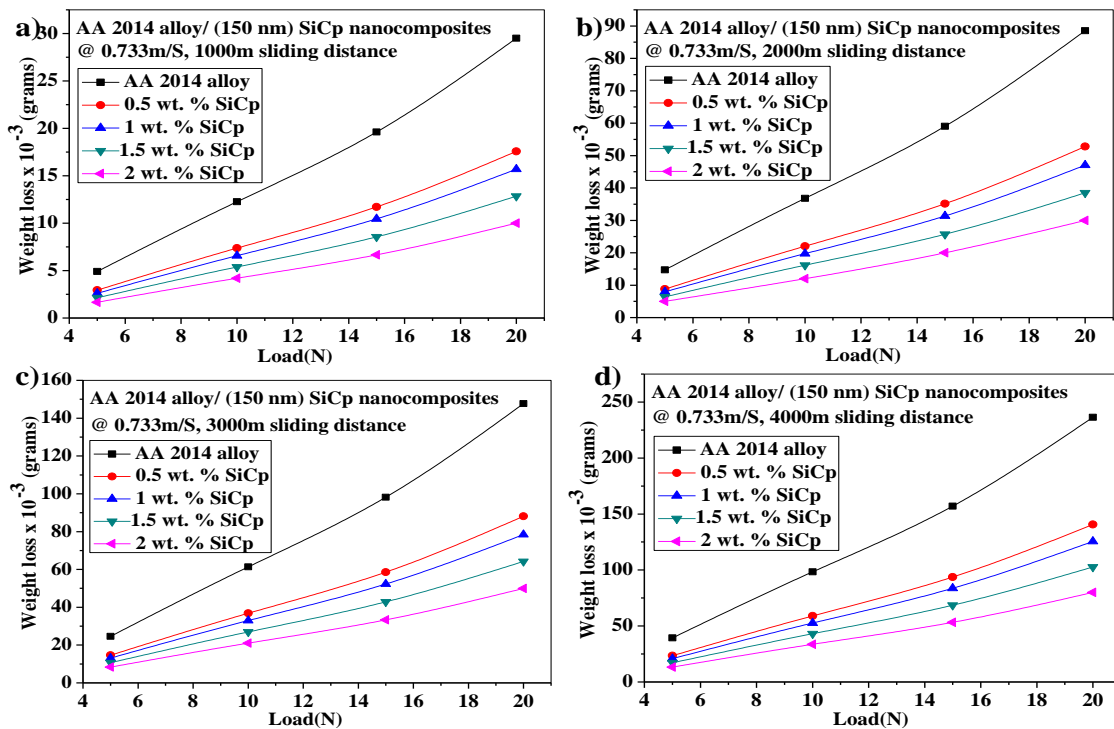 a)
AA 2014 alloy/ (150 nm) SiCp nanocomposites
@ 0.733m/S, 1000m sliding distance
AA 2014 alloy
0.5 wt. % SiCp
1 wt. % SiCp
1.5 wt. % SiCp
2 wt. % SiCp
Weight loss x 10⁻³ (grams)
30
25
20
15
10
5
0
4 6 8 10 12 14 16 18 20
Load(N)
b)
AA 2014 alloy/ (150 nm) SiCp nanocomposites
@ 0.733m/S, 2000m sliding distance
AA 2014 alloy
0.5 wt. % SiCp
1 wt. % SiCp
1.5 wt. % SiCp
2 wt. % SiCp
Weight loss x 10⁻³ (grams)
90
80
70
60
50
40
30
20
10
0
4 6 8 10 12 14 16 18 20
Load(N)
c)
AA 2014 alloy/ (150 nm) SiCp nanocomposites
@ 0.733m/S, 3000m sliding distance
AA 2014 alloy
0.5 wt. % SiCp
1 wt. % SiCp
1.5 wt. % SiCp
2 wt. % SiCp
Weight loss x 10⁻³ (grams)
160
140
120
100
80
60
40
20
0
4 6 8 10 12 14 16 18 20
Load(N)
d)
AA 2014 alloy/ (150 nm) SiCp nanocomposites
@ 0.733m/S, 4000m sliding distance
AA 2014 alloy
0.5 wt. % SiCp
1 wt. % SiCp
1.5 wt. % SiCp
2 wt. % SiCp
Weight loss x 10⁻³ (grams)
250
200
150
100
50
0
4 6 8 10 12 14 16 18 20
Load(N)